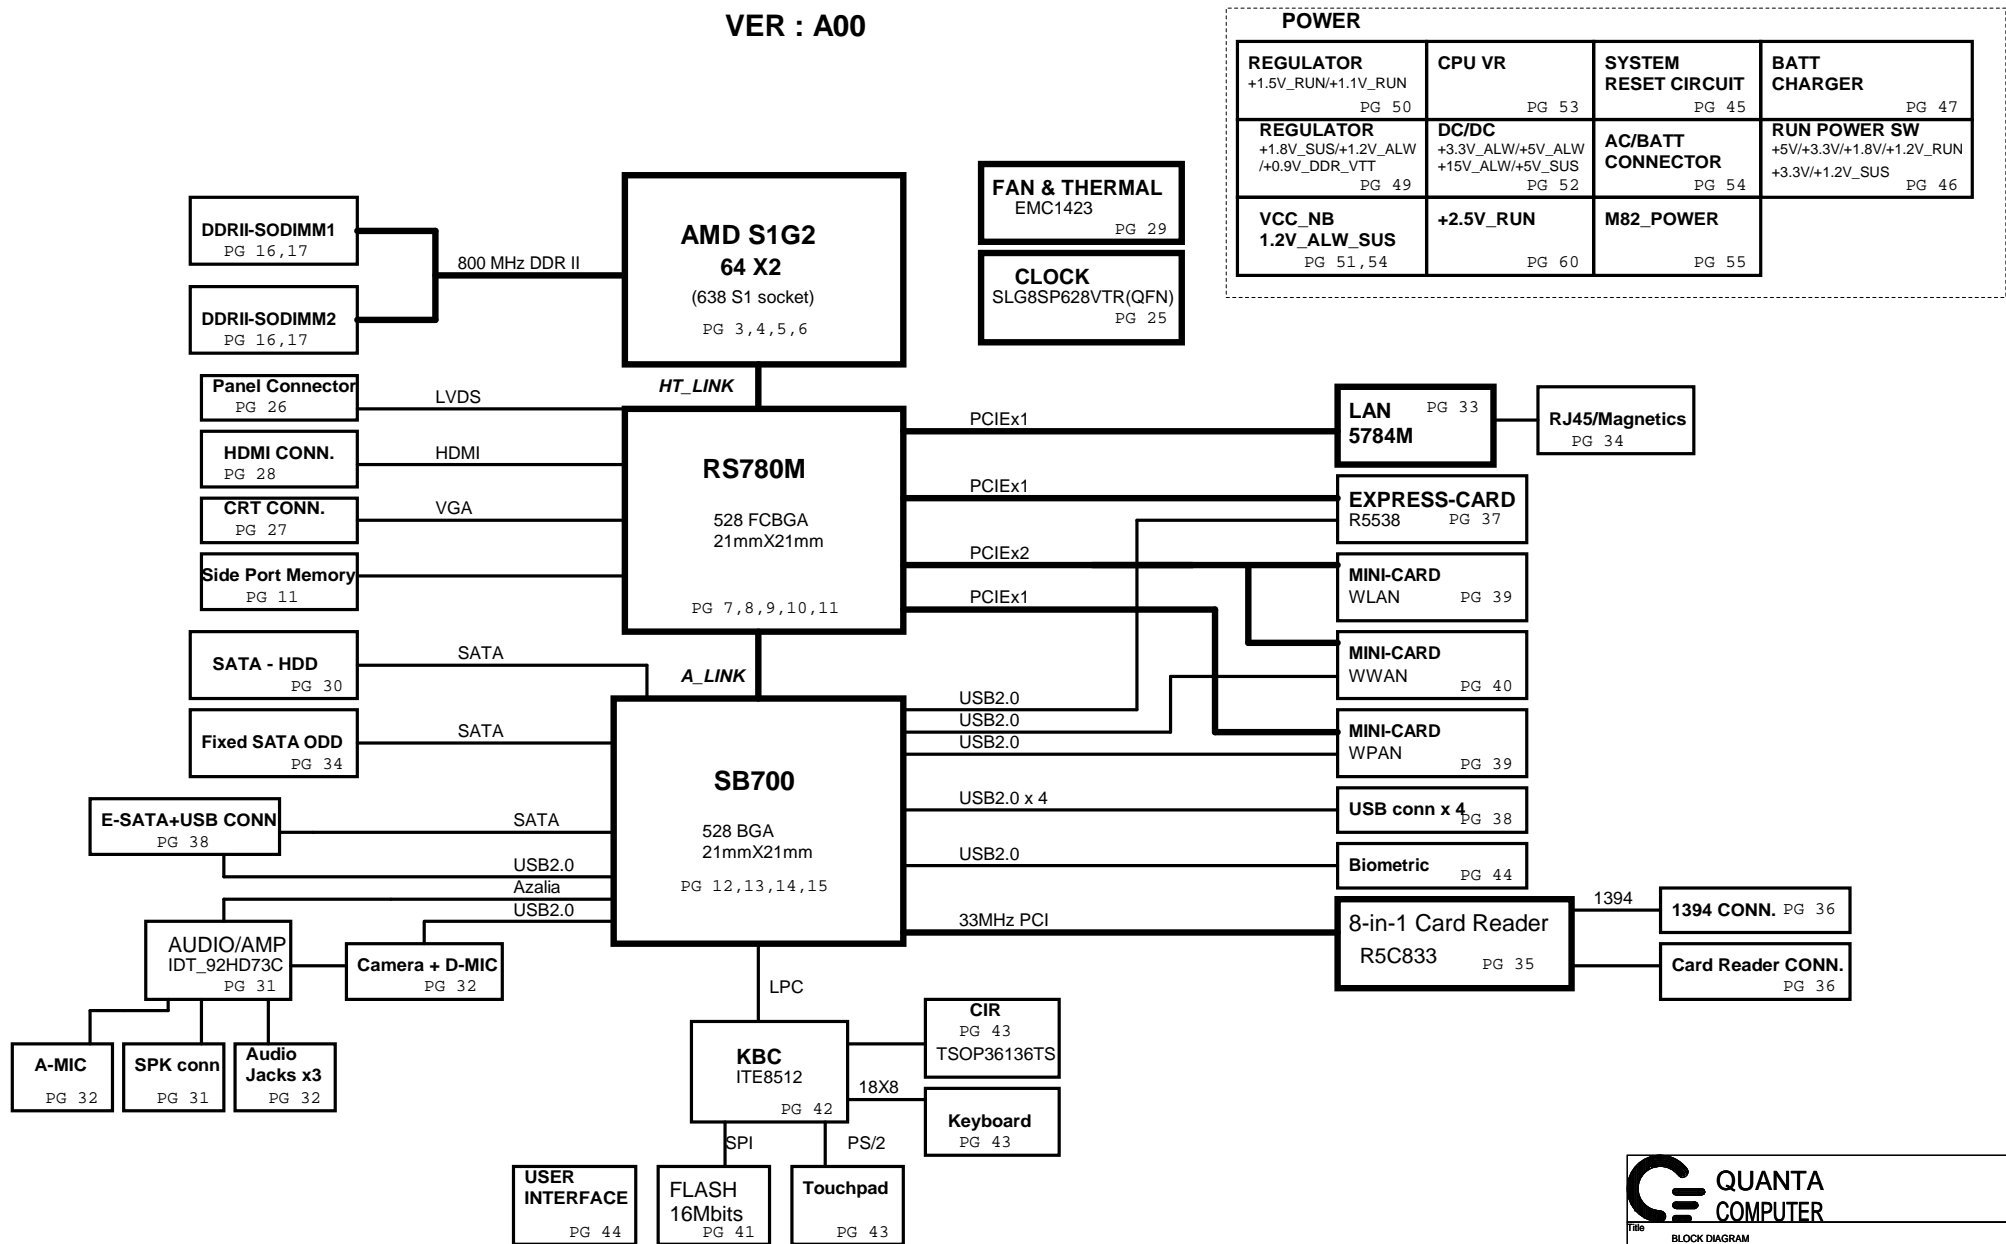 VER : A00
POWER
REGULATOR
+1.5V_RUN/+1.1V_RUN
PG 50
CPU VR
PG 53
SYSTEM
RESET CIRCUIT
PG 45
BATT
CHARGER
PG 47
REGULATOR
+1.8V_SUS/+1.2V_ALW
/+0.9V_DDR_VTT
PG 49
DC/DC
+3.3V_ALW/+5V_ALW
+15V_ALW/+5V_SUS
PG 52
AC/BATT
CONNECTOR
PG 54
RUN POWER SW
+5V/+3.3V/+1.8V/+1.2V_RUN
+3.3V/+1.2V_SUS
PG 46
VCC_NB
1.2V_ALW_SUS
PG 51,54
+2.5V_RUN
PG 60
M82_POWER
PG 55
FAN & THERMAL
EMC1423
PG 29
CLOCK
SLG8SP628VTR(QFN)
PG 25
DDRII-SODIMM1
PG 16,17
DDRII-SODIMM2
PG 16,17
800 MHz DDR II
AMD S1G2
64 X2
(638 S1 socket)
PG 3,4,5,6
HT_LINK
Panel Connector
PG 26
LVDS
HDMI CONN.
PG 28
HDMI
CRT CONN.
PG 27
VGA
Side Port Memory
PG 11
RS780M
528 FCBGA
21mmX21mm
PG 7,8,9,10,11
A_LINK
PCIEx1
LAN
5784M
PG 33
RJ45/Magnetics
PG 34
PCIEx1
EXPRESS-CARD
R5538
PG 37
PCIEx2
MINI-CARD
WLAN
PG 39
PCIEx1
MINI-CARD
WWAN
PG 40
MINI-CARD
WPAN
PG 39
SATA - HDD
PG 30
SATA
Fixed SATA ODD
PG 34
SATA
E-SATA+USB CONN
PG 38
SATA
USB2.0
Azalia
USB2.0
SB700
528 BGA
21mmX21mm
PG 12,13,14,15
USB2.0
USB2.0
USB2.0
USB2.0 x 4
USB conn x 4
PG 38
USB2.0
Biometric
PG 44
33MHz PCI
8-in-1 Card Reader
R5C833
PG 35
1394
1394 CONN. PG 36
Card Reader CONN.
PG 36
AUDIO/AMP
IDT_92HD73C
PG 31
Camera + D-MIC
PG 32
A-MIC
PG 32
SPK conn
PG 31
Audio
Jacks x3
PG 32
LPC
KBC
ITE8512
PG 42
CIR
PG 43
TSOP36136TS
18X8
Keyboard
PG 43
SPI
PS/2
USER
INTERFACE
PG 44
FLASH
16Mbits
PG 41
Touchpad
PG 43
QUANTA
COMPUTER
Title
BLOCK DIAGRAM